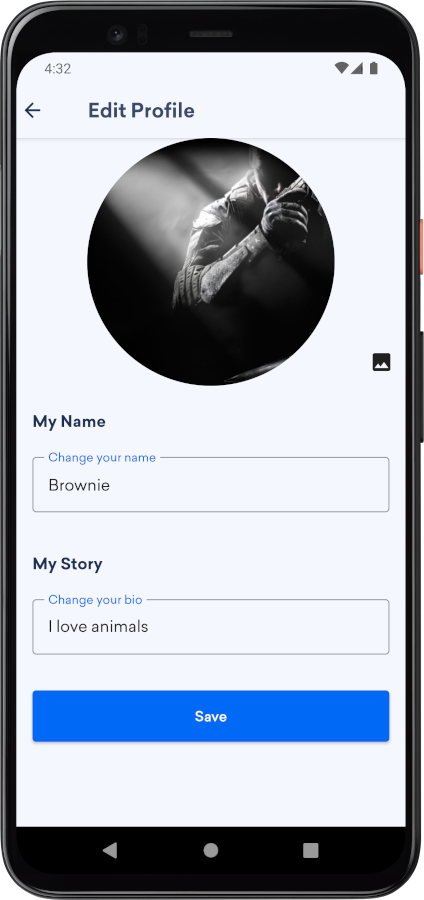 4:32
Edit Profile
My Name
Change your name
Brownie
My Story
Change your bio
I love animals
Save